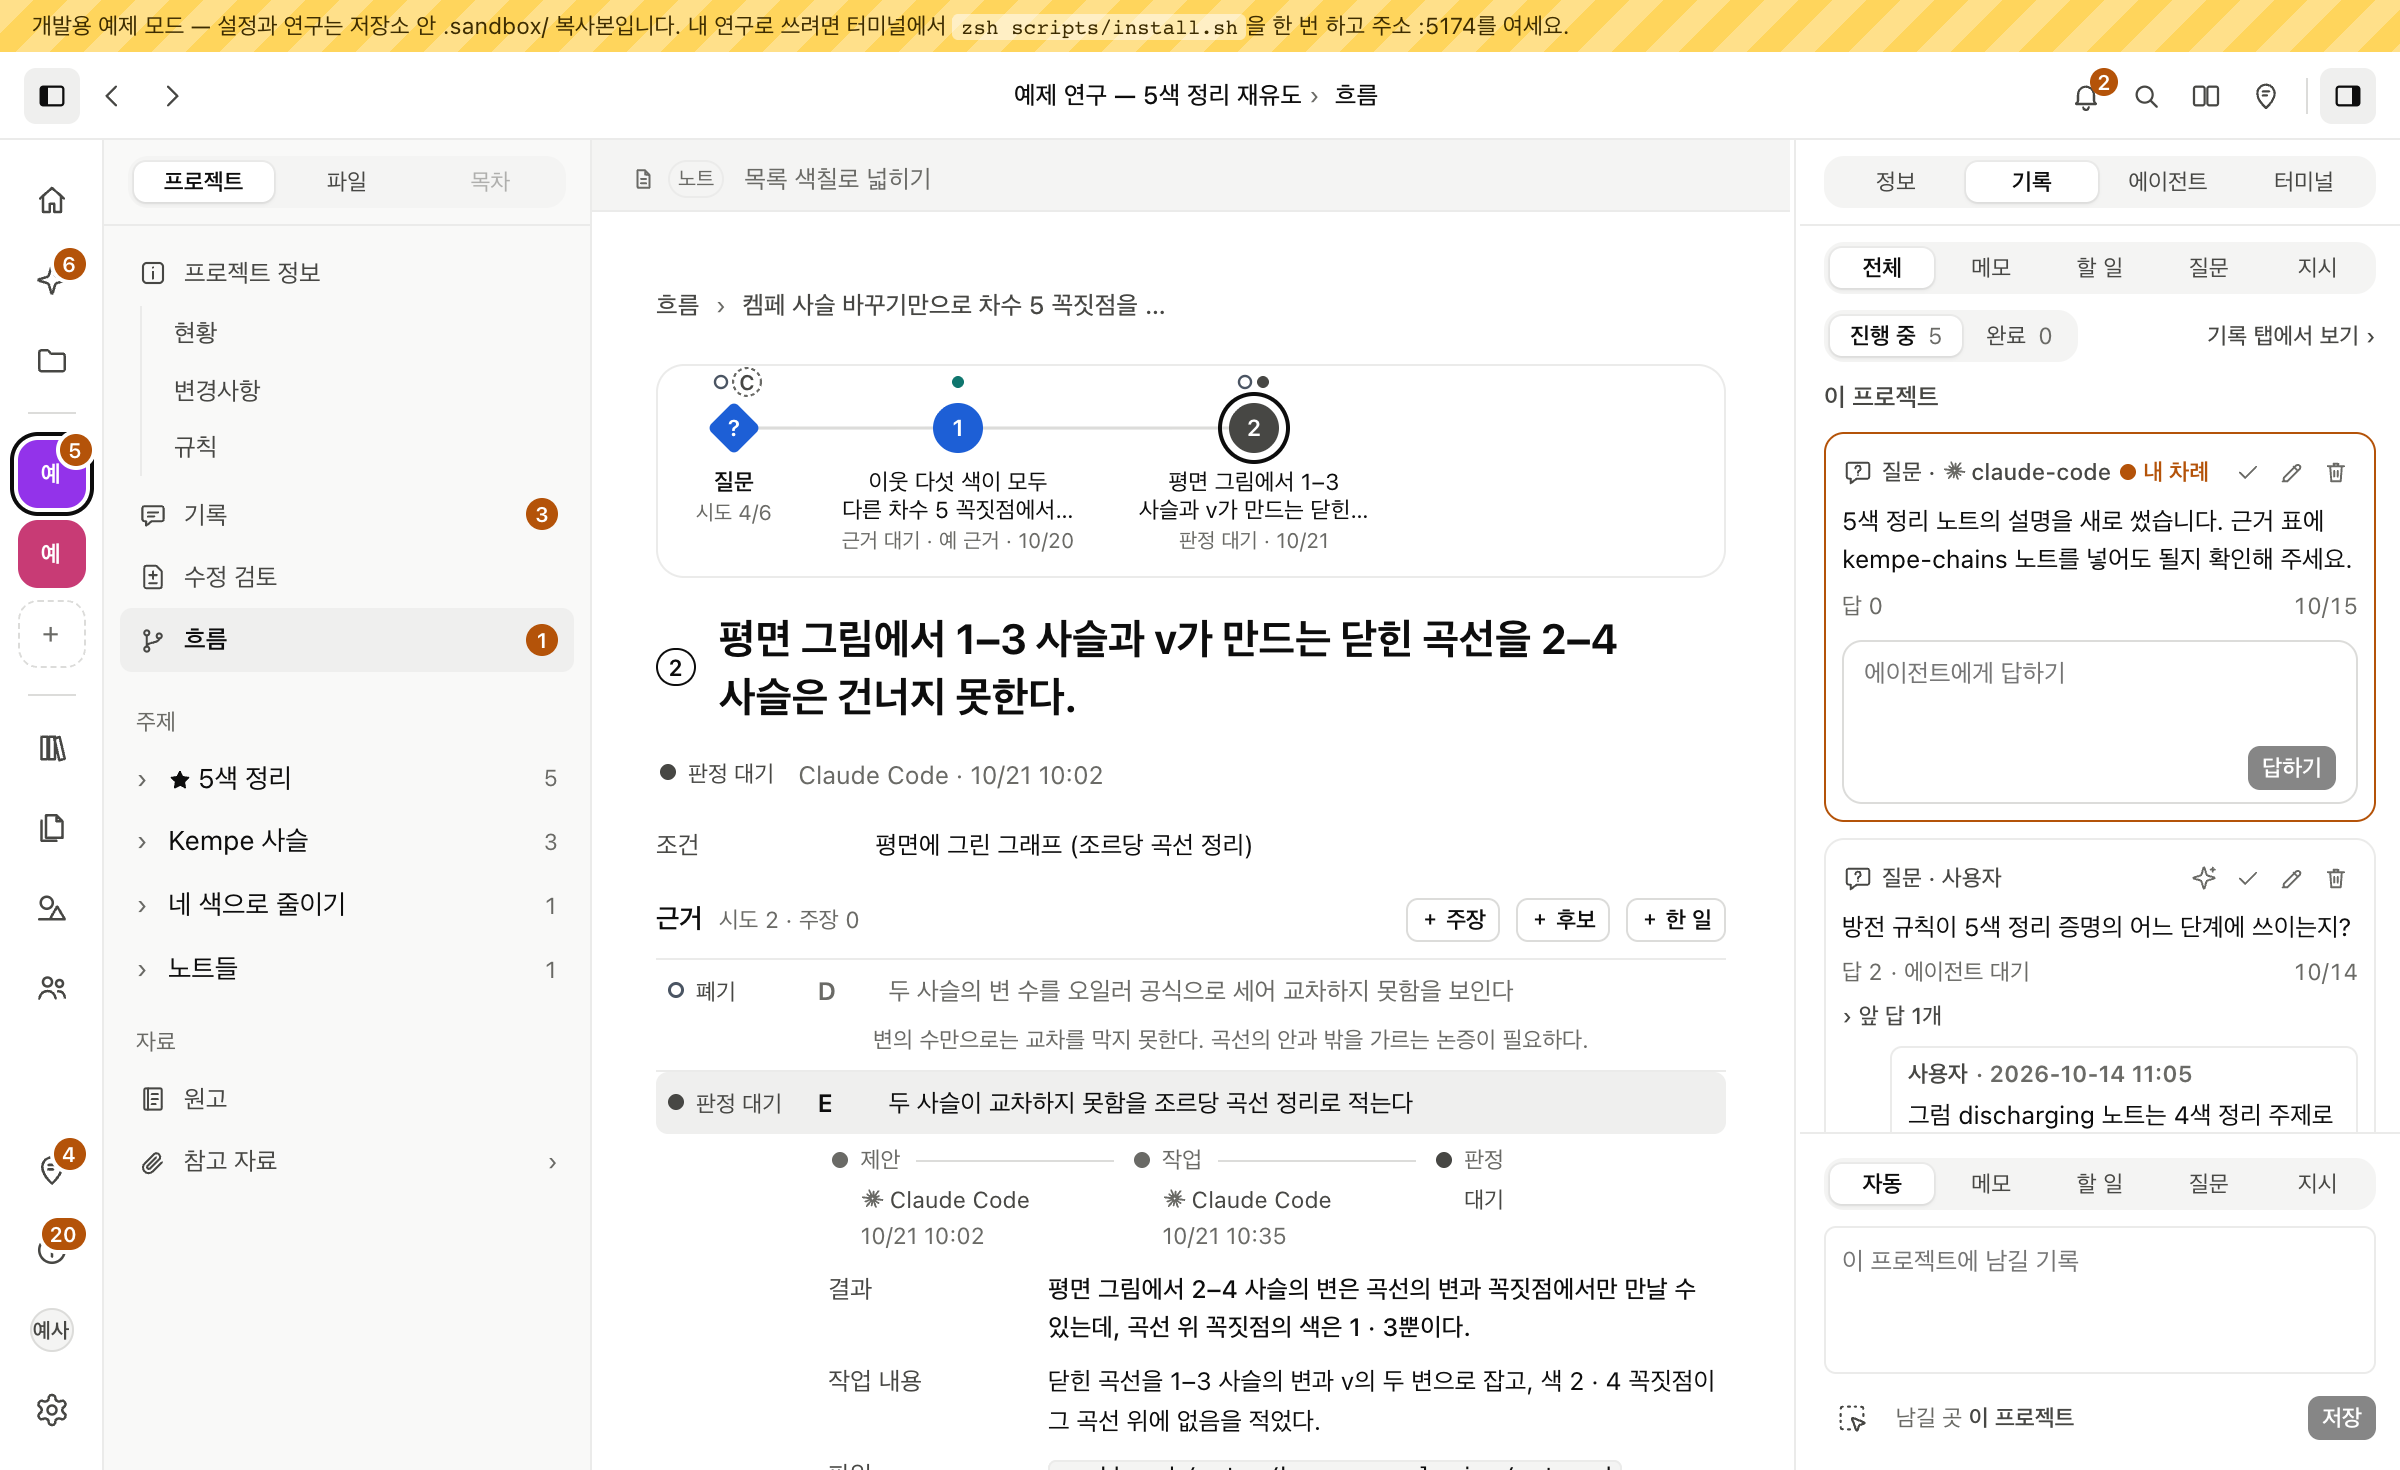 개발용 예제 모드 — 설정과 연구는 저장소 안 .sandbox/ 복사본입니다. 내 연구로 쓰려면 터미널에서 zsh scripts/install.sh을 한 번 하고 주소 :5174를 여세요.
예제 연구 — 5색 정리 재유도 › 흐름
2
6
5
예
예
+
4
20
예사
프로젝트 파일 목차
프로젝트 정보
현황
변경사항
규칙
기록 3
수정 검토
흐름 1
주제
› ★ 5색 정리 5
› Kempe 사슬 3
› 네 색으로 줄이기 1
› 노트들 1
자료
원고
참고 자료 ›
노트 목록 색칠로 넓히기
흐름 › 켐페 사슬 바꾸기만으로 차수 5 꼭짓점을 ...
C
? 1 2
질문
시도 4/6
이웃 다섯 색이 모두
다른 차수 5 꼭짓점에서...
근거 대기 · 예 근거 · 10/20
평면 그림에서 1–3
사슬과 v가 만드는 닫힌...
판정 대기 · 10/21
2
평면 그림에서 1–3 사슬과 v가 만드는 닫힌 곡선을 2–4
사슬은 건너지 못한다.
판정 대기 Claude Code · 10/21 10:02
조건 평면에 그린 그래프 (조르당 곡선 정리)
근거 시도 2 · 주장 0 + 주장 + 후보 + 한 일
폐기 D 두 사슬의 변 수를 오일러 공식으로 세어 교차하지 못함을 보인다
변의 수만으로는 교차를 막지 못한다. 곡선의 안과 밖을 가르는 논증이 필요하다.
판정 대기 E 두 사슬이 교차하지 못함을 조르당 곡선 정리로 적는다
제안 작업 판정
Claude Code Claude Code 대기
10/21 10:02 10/21 10:35
결과 평면 그림에서 2–4 사슬의 변은 곡선의 변과 꼭짓점에서만 만날 수
있는데, 곡선 위 꼭짓점의 색은 1 · 3뿐이다.
작업 내용 닫힌 곡선을 1–3 사슬의 변과 v의 두 변으로 잡고, 색 2 · 4 꼭짓점이
그 곡선 위에 없음을 적었다.
정보 기록 에이전트 터미널
전체 메모 할 일 질문 지시
진행 중 5 완료 0 기록 탭에서 보기 ›
이 프로젝트
질문 · claude-code 내 차례
5색 정리 노트의 설명을 새로 썼습니다. 근거 표에
kempe-chains 노트를 넣어도 될지 확인해 주세요.
답 0 10/15
에이전트에게 답하기
답하기
질문 · 사용자
방전 규칙이 5색 정리 증명의 어느 단계에 쓰이는지?
답 2 · 에이전트 대기 10/14
› 앞 답 1개
사용자 · 2026-10-14 11:05
그럼 discharging 노트는 4색 정리 주제로
자동 메모 할 일 질문 지시
이 프로젝트에 남길 기록
남길 곳 이 프로젝트 저장